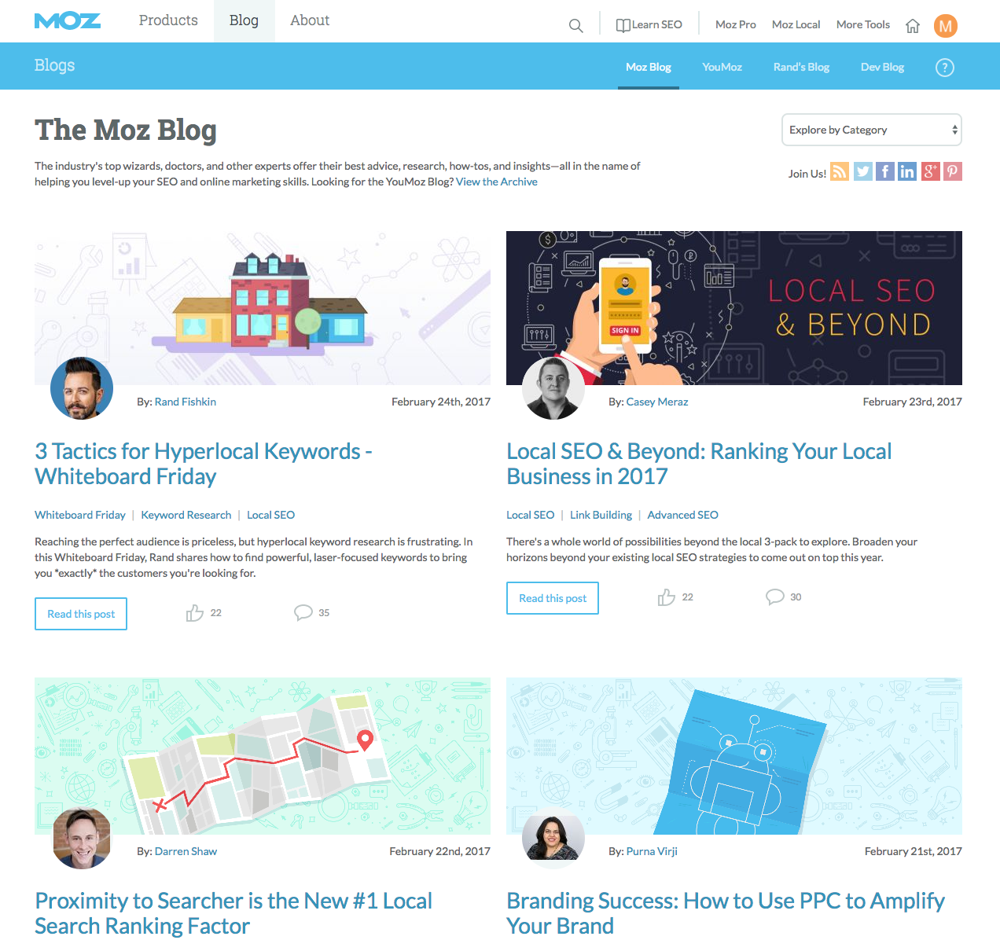 MOZ
Products Blog About
Learn SEO Moz Pro Moz Local More Tools M
Blogs
Moz Blog YouMoz Rand's Blog Dev Blog ?
The Moz Blog
Explore by Category
The industry's top wizards, doctors, and other experts offer their best advice, research, how-tos, and insights—all in the name of
helping you level-up your SEO and online marketing skills. Looking for the YouMoz Blog? View the Archive
Join Us! f in g+
LOCAL SEO
& BEYOND
SIGN IN
$
By: Rand Fishkin February 24th, 2017
3 Tactics for Hyperlocal Keywords -
Whiteboard Friday
Whiteboard Friday | Keyword Research | Local SEO
Reaching the perfect audience is priceless, but hyperlocal keyword research is frustrating. In
this Whiteboard Friday, Rand shares how to find powerful, laser-focused keywords to bring
you *exactly* the customers you're looking for.
Read this post 22 35
By: Casey Meraz February 23rd, 2017
Local SEO & Beyond: Ranking Your Local
Business in 2017
Local SEO | Link Building | Advanced SEO
There's a whole world of possibilities beyond the local 3-pack to explore. Broaden your
horizons beyond your existing local SEO strategies to come out on top this year.
Read this post 22 30
By: Darren Shaw February 22nd, 2017
Proximity to Searcher is the New #1 Local
Search Ranking Factor
By: Purna Virji February 21st, 2017
Branding Success: How to Use PPC to Amplify
Your Brand